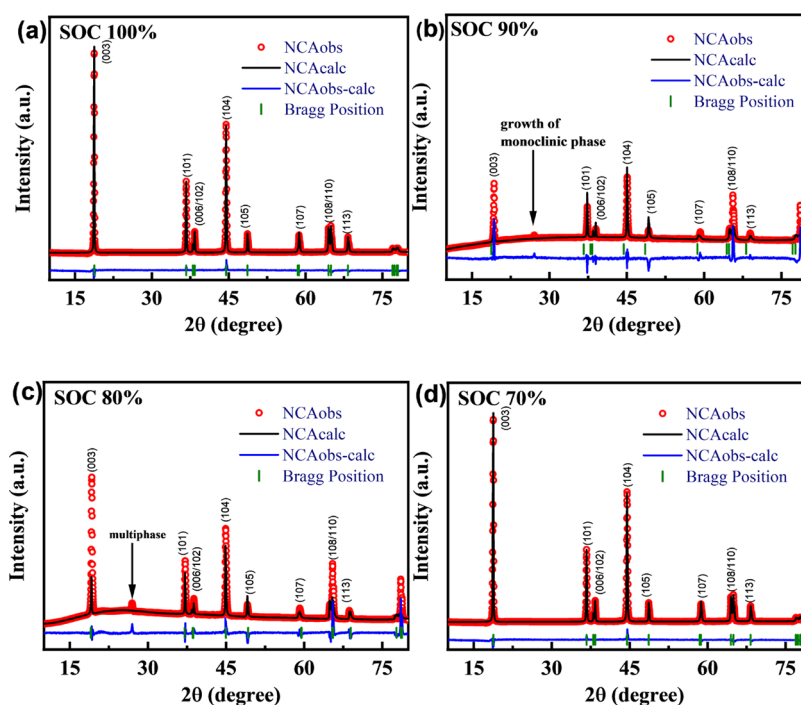 (a)
SOC 100%
(003)
(101)
(006/102)
(104)
(105)
(107)
(108/110)
(113)
NCAobs
NCAcalc
NCAobs-calc
Bragg Position
Intensity (a.u.)
15 30 45 60 75
2θ (degree)
(b)
SOC 90%
growth of
monoclinic phase
(003)
(101)
(006/102)
(104)
(105)
(107)
(108/110)
(113)
NCAobs
NCAcalc
NCAobs-calc
Bragg Position
Intensity (a.u.)
15 30 45 60 75
2θ (degree)
(c)
SOC 80%
multiphase
(003)
(101)
(006/102)
(104)
(105)
(107)
(108/110)
(113)
NCAobs
NCAcalc
NCAobs-calc
Bragg Position
Intensity (a.u.)
15 30 45 60 75
2θ (degree)
(d)
SOC 70%
(003)
(101)
(006/102)
(104)
(105)
(107)
(108/110)
(113)
NCAobs
NCAcalc
NCAobs-calc
Bragg Position
Intensity (a.u.)
15 30 45 60 75
2θ (degree)